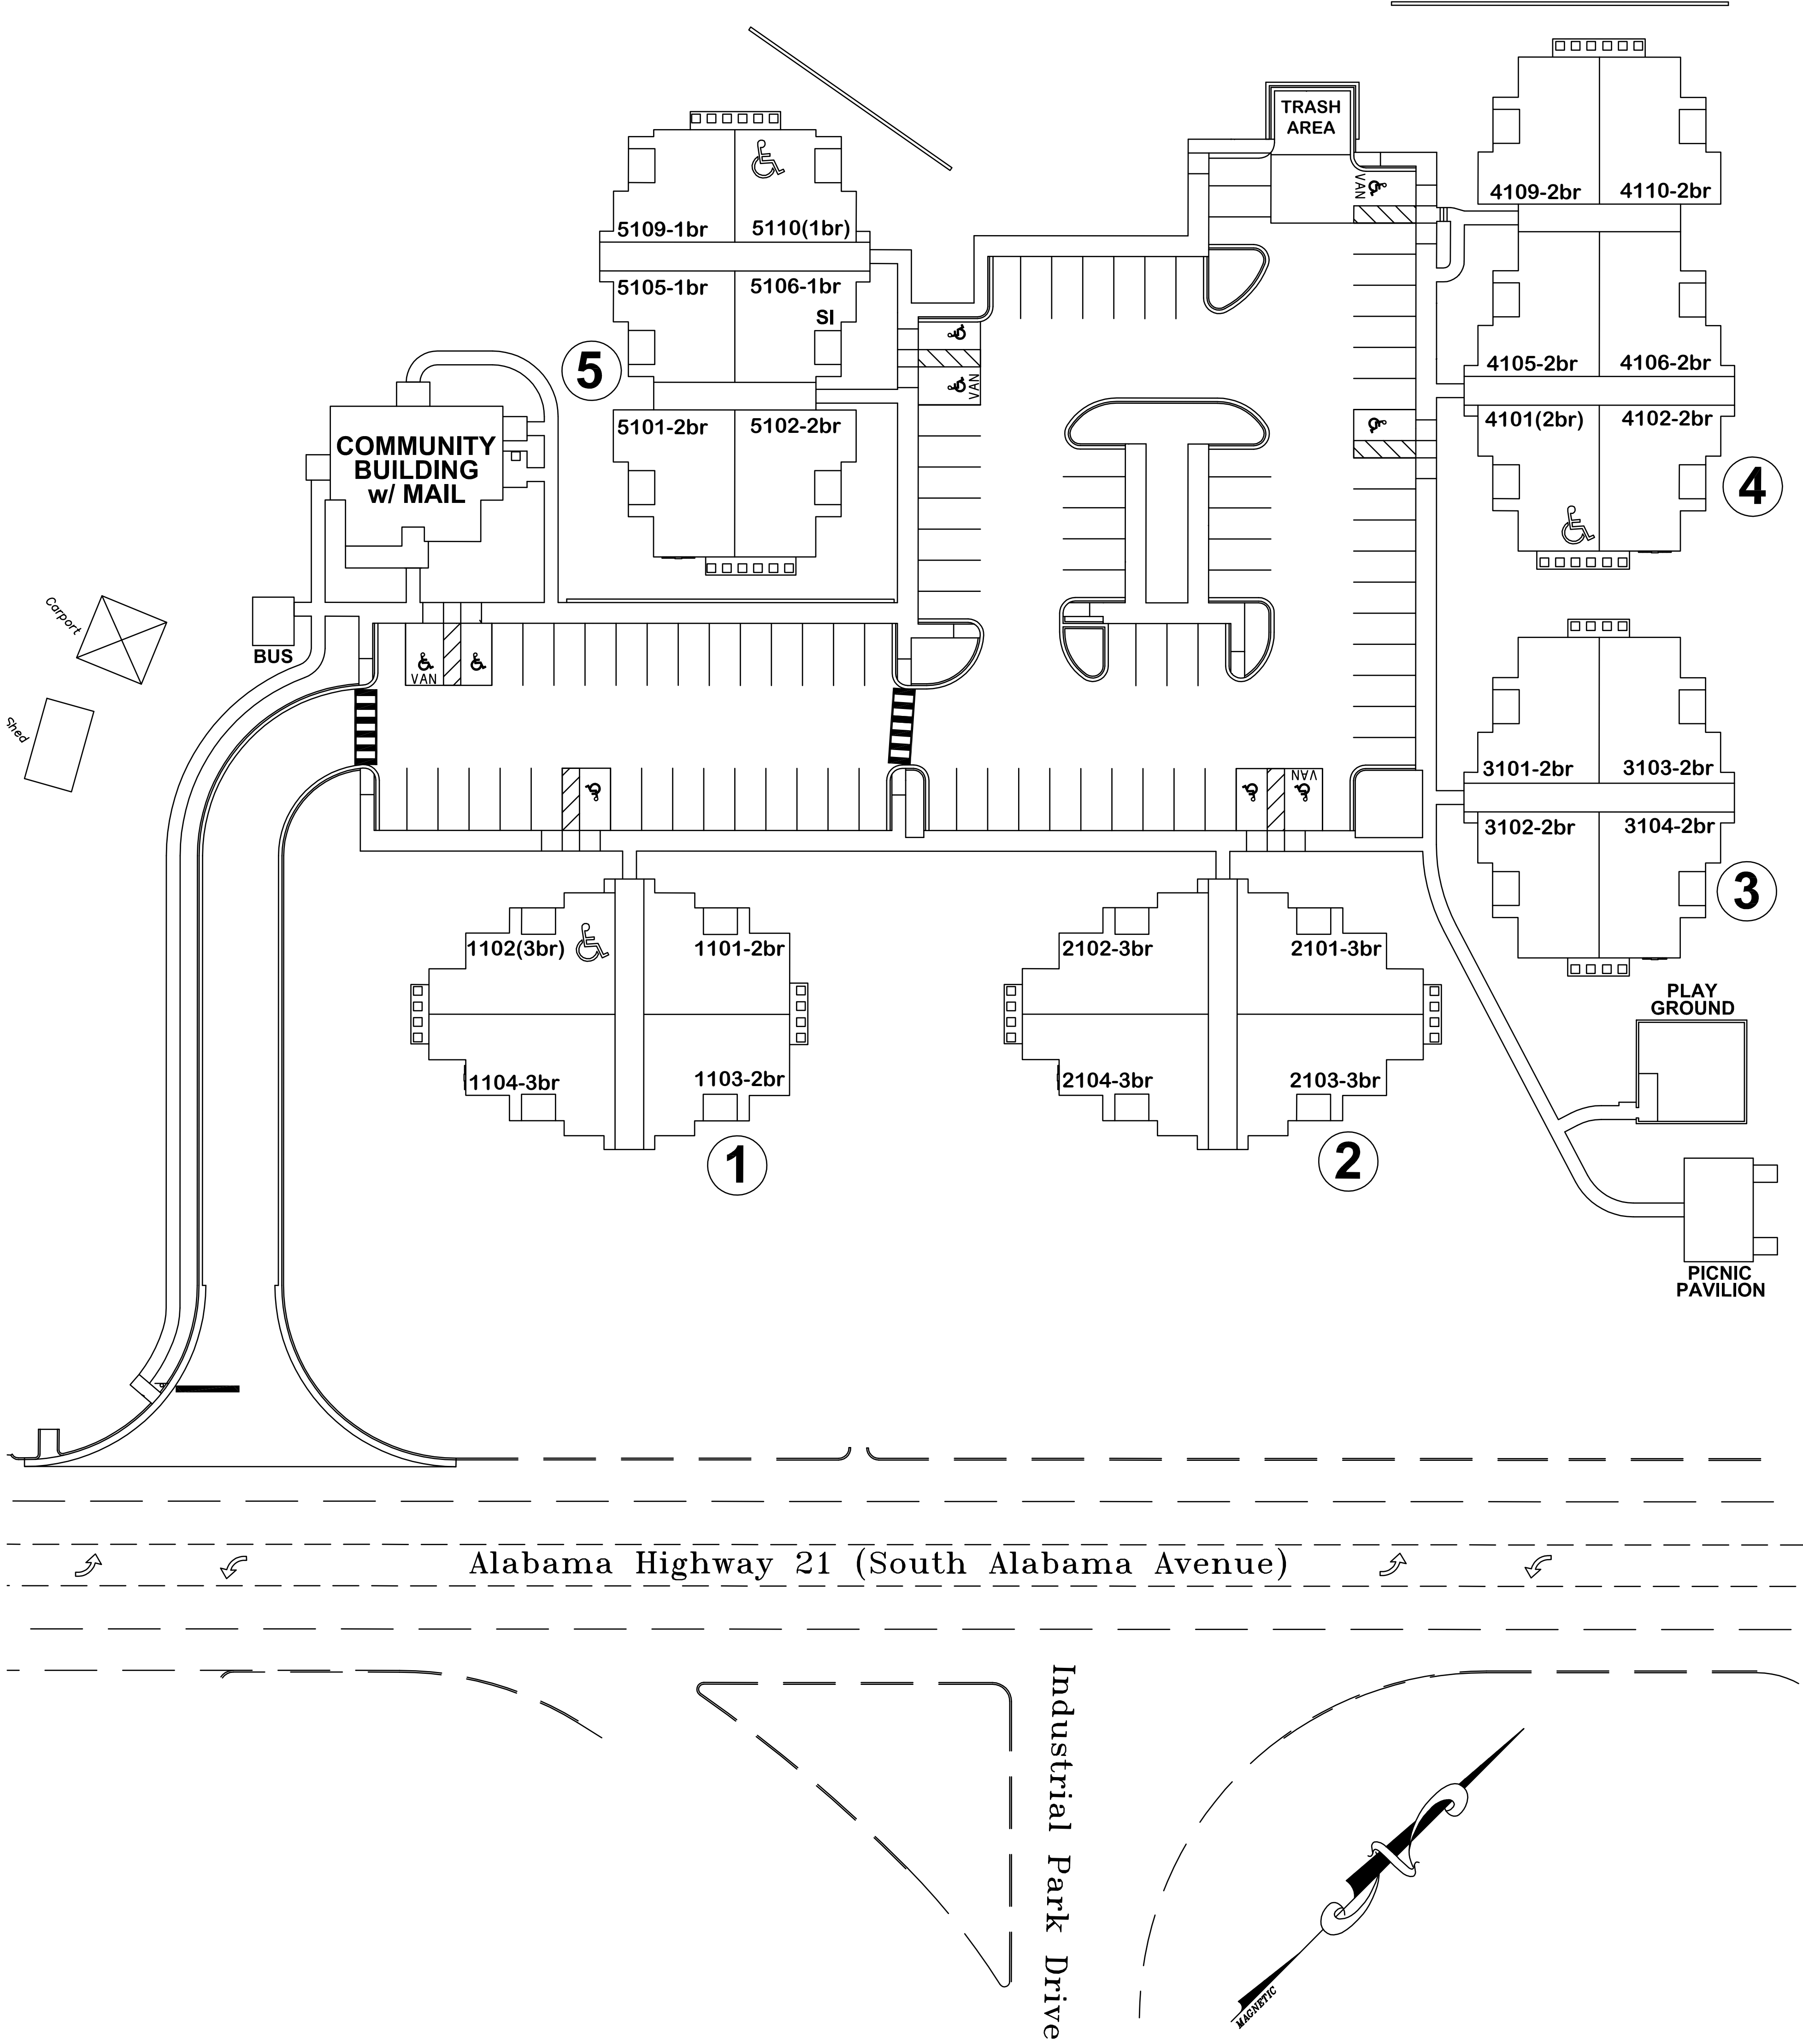 TRASH
AREA
VAN
4109-2br
4110-2br
5109-1br
5110(1br)
5105-1br
5106-1br
SI
5
VAN
4105-2br
4106-2br
5101-2br
5102-2br
4101(2br)
4102-2br
COMMUNITY
BUILDING
w/ MAIL
4
Carport
BUS
VAN
Shed
3101-2br
3103-2br
VAN
3102-2br
3104-2br
3
1102(3br)
1101-2br
2102-3br
2101-3br
PLAY
GROUND
1104-3br
1103-2br
2104-3br
2103-3br
1
2
PICNIC
PAVILION
Alabama Highway 21 (South Alabama Avenue)
Industrial Park Drive
MAGNETIC